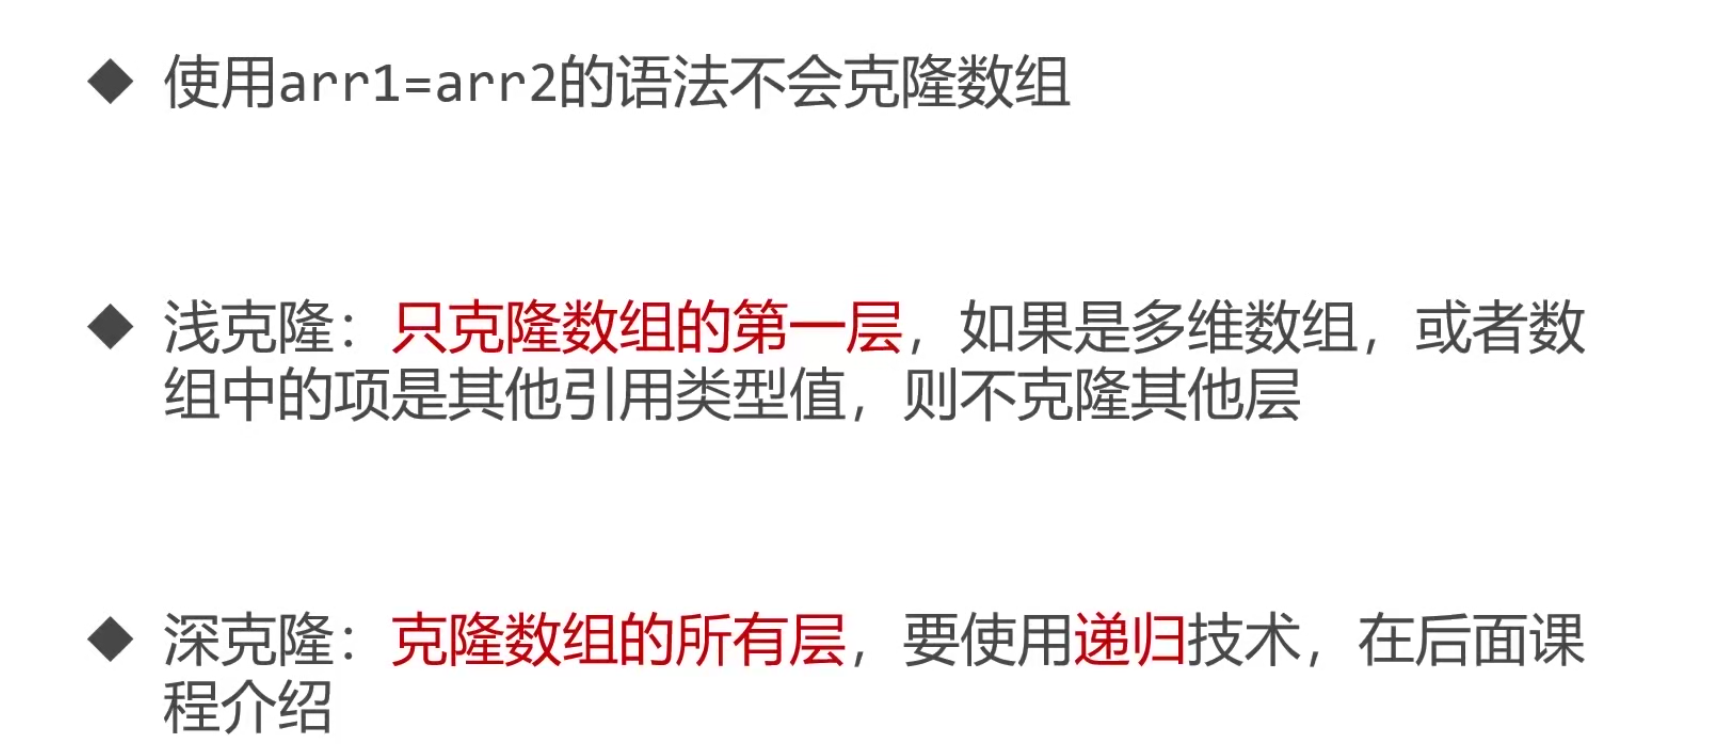 ◆ 使用arr1=arr2的语法不会克隆数组
◆ 浅克隆：只克隆数组的第一层，如果是多维数组，或者数
组中的项是其他引用类型值，则不克隆其他层
◆ 深克隆：克隆数组的所有层，要使用递归技术，在后面课
程介绍